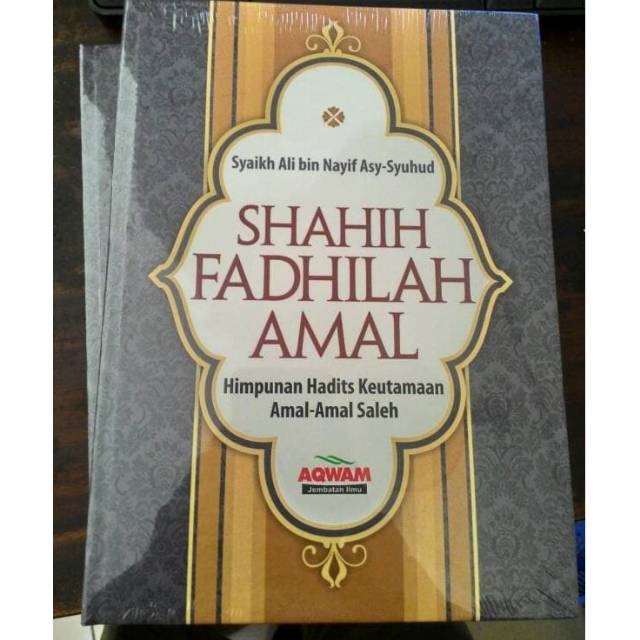 Syaikh Ali bin Nayif Asy-Syuhud
SHAHIH
FADHILAH
AMAL
Himpunan Hadits Keutamaan
Amal-Amal Saleh
AQWAM
Jembatan Ilmu